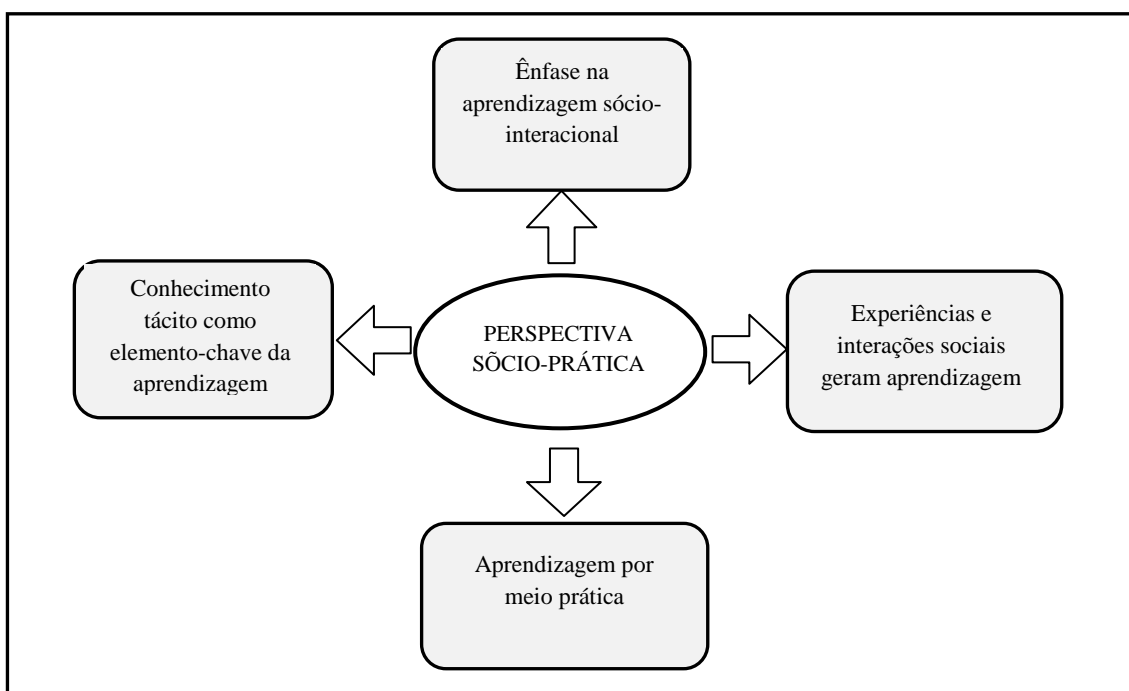 Ênfase na
aprendizagem sócio-
interacional
Conhecimento
tácito como
elemento-chave da
aprendizagem
PERSPECTIVA
SÕCIO-PRÁTICA
Experiências e
interações sociais
geram aprendizagem
Aprendizagem por
meio prática